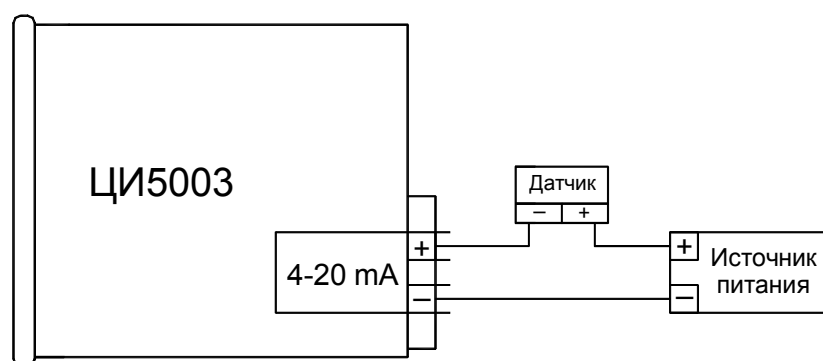 ЦИ5003
Датчик
− +
+
4-20 mA
−
+
Источник
питания
−